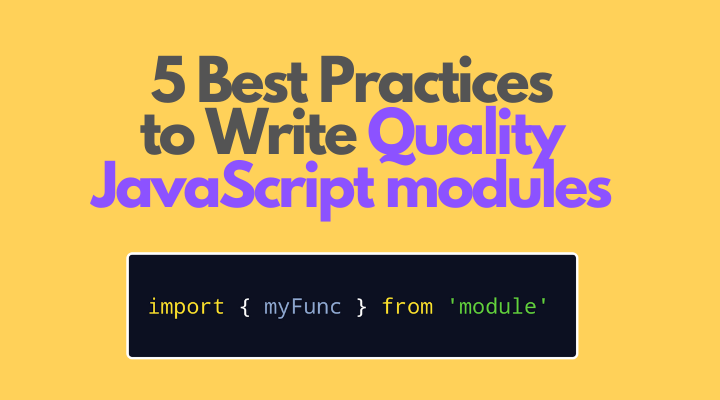 5 Best Practices
to Write Quality
JavaScript modules
import { myFunc } from 'module'